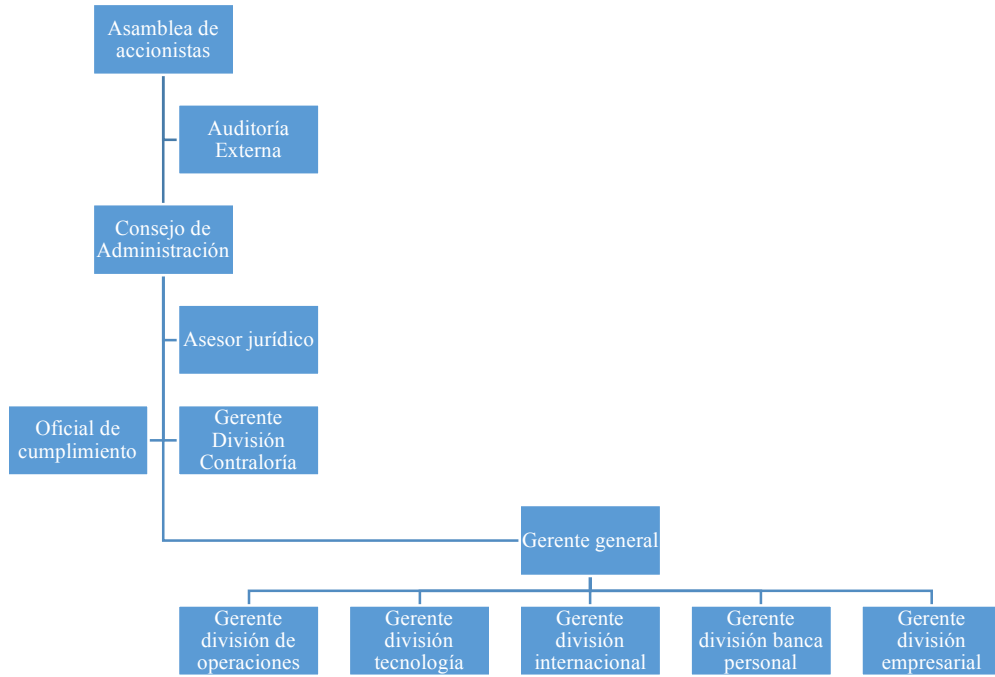 Asamblea de
accionistas
Auditoría
Externa
Consejo de
Administración
Asesor jurídico
Oficial de
cumplimiento
Gerente
División
Contraloría
Gerente general
Gerente
división de
operaciones
Gerente
división
tecnología
Gerente
división
internacional
Gerente
división banca
personal
Gerente
división
empresarial